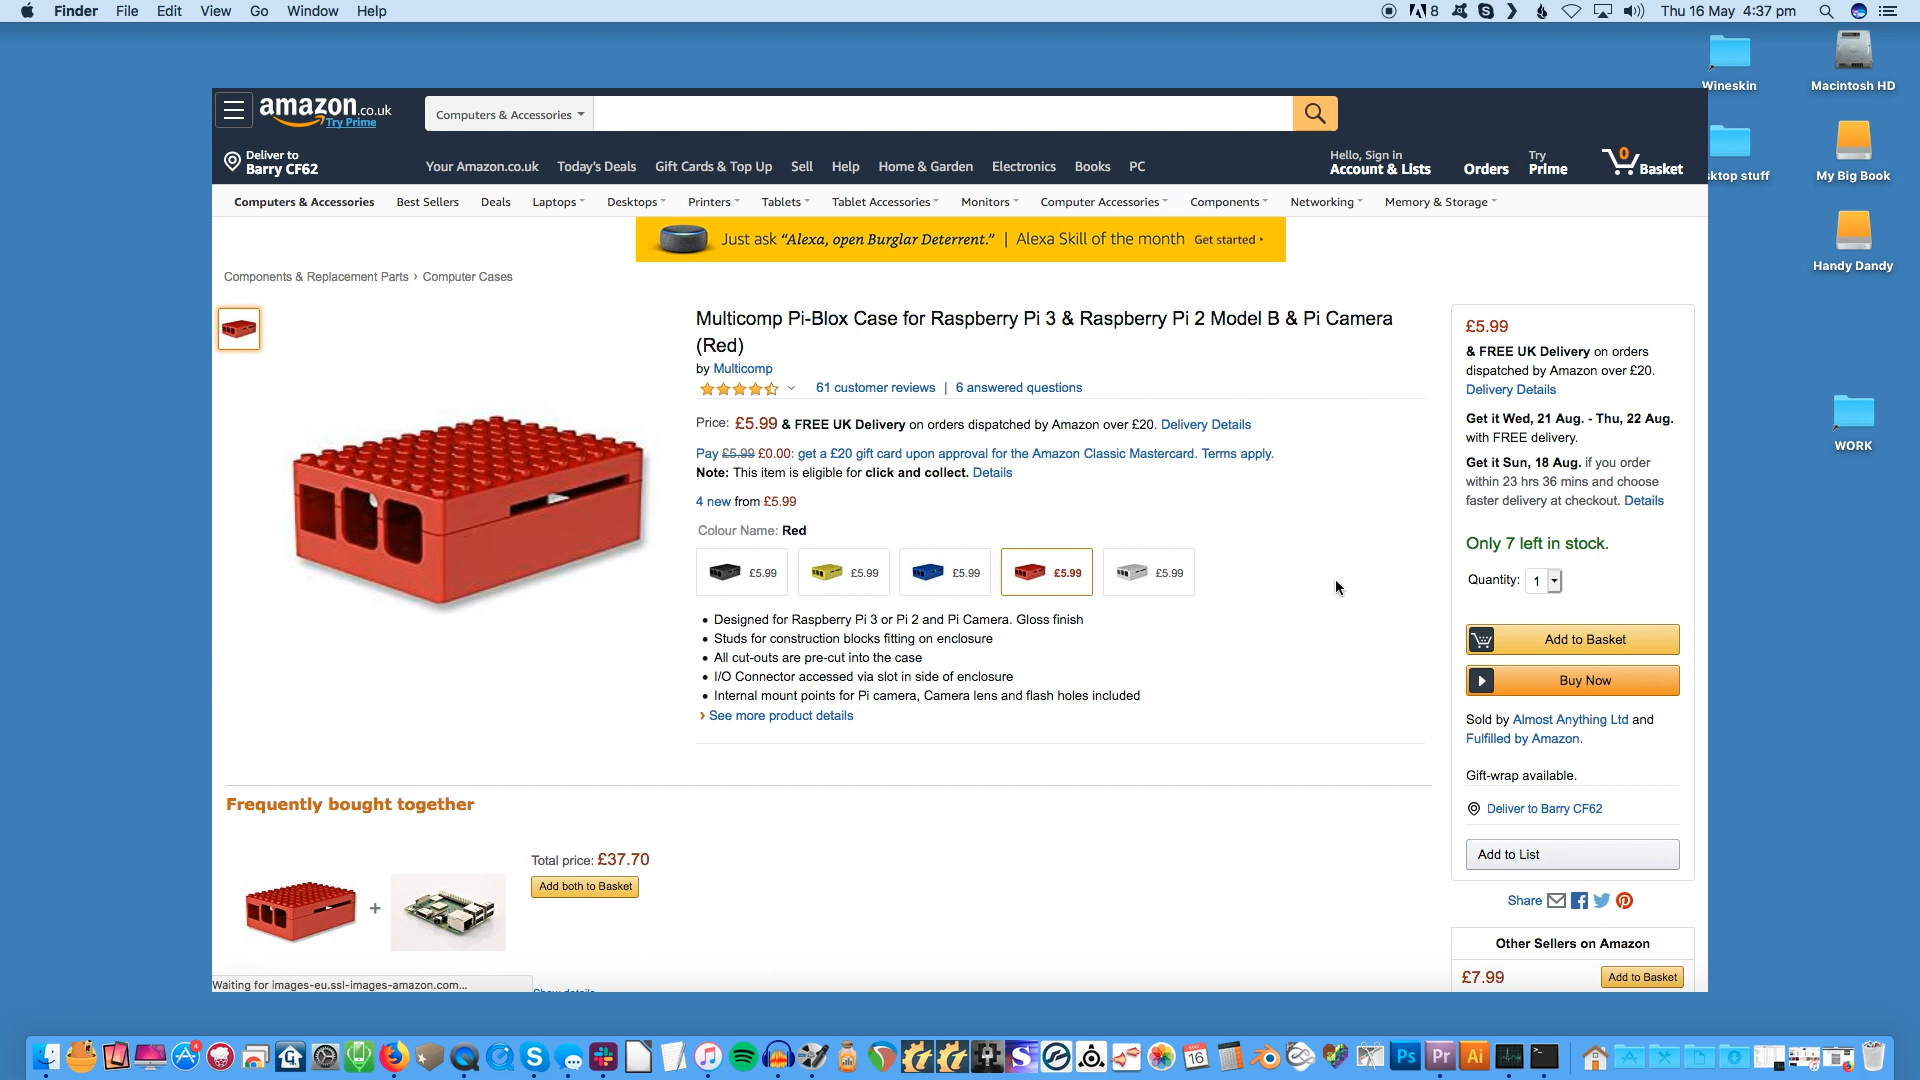 Finder File Edit View Go Window Help
8 Thu 16 May 4:37 pm
Wineskin
Macintosh HD
My Big Book
Handy Dandy
WORK
sktop stuff
amazon.co.uk
Try Prime
Computers & Accessories
Deliver to
Barry CF62
Your Amazon.co.uk Today's Deals Gift Cards & Top Up Sell Help Home & Garden Electronics Books PC
Hello, Sign in
Account & Lists
Orders
Try
Prime
0
Basket
Computers & Accessories Best Sellers Deals Laptops Desktops Printers Tablets Tablet Accessories Monitors Computer Accessories Components Networking Memory & Storage
Just ask “Alexa, open Burglar Deterrent.” | Alexa Skill of the month Get started ›
Components & Replacement Parts › Computer Cases
Multicomp Pi-Blox Case for Raspberry Pi 3 & Raspberry Pi 2 Model B & Pi Camera
(Red)
by Multicomp
61 customer reviews | 6 answered questions
Price: £5.99 & FREE UK Delivery on orders dispatched by Amazon over £20. Delivery Details
Pay £5.99 £0.00: get a £20 gift card upon approval for the Amazon Classic Mastercard. Terms apply.
Note: This item is eligible for click and collect. Details
4 new from £5.99
Colour Name: Red
£5.99 £5.99 £5.99 £5.99 £5.99
• Designed for Raspberry Pi 3 or Pi 2 and Pi Camera. Gloss finish
• Studs for construction blocks fitting on enclosure
• All cut-outs are pre-cut into the case
• I/O Connector accessed via slot in side of enclosure
• Internal mount points for Pi camera, Camera lens and flash holes included
› See more product details
£5.99
& FREE UK Delivery on orders
dispatched by Amazon over £20.
Delivery Details
Get it Wed, 21 Aug. - Thu, 22 Aug.
with FREE delivery.
Get it Sun, 18 Aug. if you order
within 23 hrs 36 mins and choose
faster delivery at checkout. Details
Only 7 left in stock.
Quantity: 1
Add to Basket
Buy Now
Sold by Almost Anything Ltd and
Fulfilled by Amazon.
Gift-wrap available.
Deliver to Barry CF62
Add to List
Share
Other Sellers on Amazon
£7.99 Add to Basket
Frequently bought together
Total price: £37.70
Add both to Basket
+
Waiting for images-eu.ssl-images-amazon.com...
Show details
4
MAY
16
Ps Pr Ai